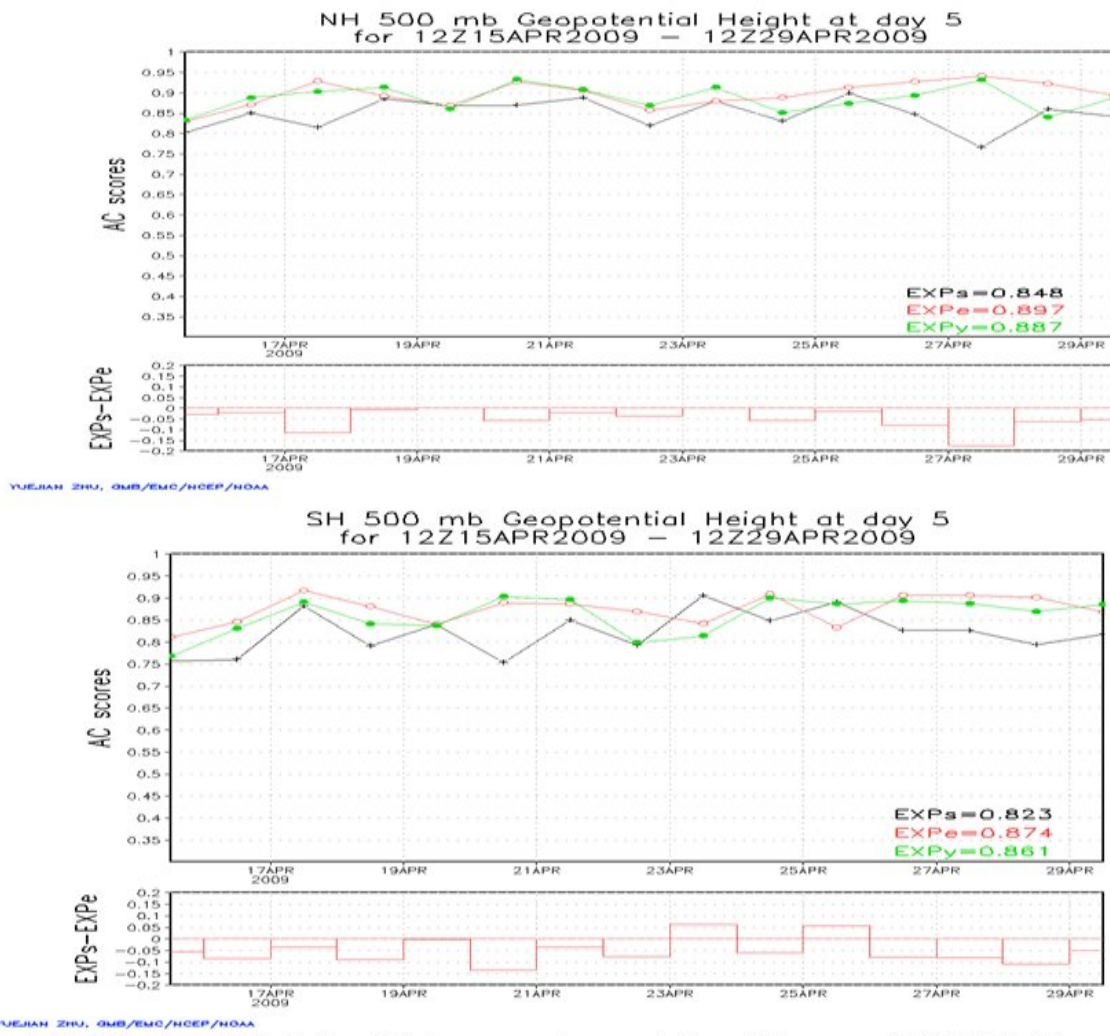 NH 500 mb Geopotential Height at day 5
for 12Z15APR2009 – 12Z29APR2009
AC scores
1
0.95
0.9
0.85
0.8
0.75
0.7
0.65
0.6
0.55
0.5
0.45
0.4
0.35
EXPs=0.848
EXPe=0.897
EXPy=0.887
17APR 19APR 21APR 23APR 25APR 27APR 29APR
2009
EXPs-EXPe
0.2
0.15
0.1
0.05
0
-0.05
-0.1
-0.15
-0.2
17APR 19APR 21APR 23APR 25APR 27APR 29APR
2009
YUEJIAN ZHU, GMB/EMC/NCEP/NOAA
SH 500 mb Geopotential Height at day 5
for 12Z15APR2009 – 12Z29APR2009
AC scores
1
0.95
0.9
0.85
0.8
0.75
0.7
0.65
0.6
0.55
0.5
0.45
0.4
0.35
EXPs=0.823
EXPe=0.874
EXPy=0.861
17APR 19APR 21APR 23APR 25APR 27APR 29APR
2009
EXPs-EXPe
0.2
0.15
0.1
0.05
0
-0.05
-0.1
-0.15
-0.2
17APR 19APR 21APR 23APR 25APR 27APR 29APR
2009
YUEJIAN ZHU, GMB/EMC/NCEP/NOAA